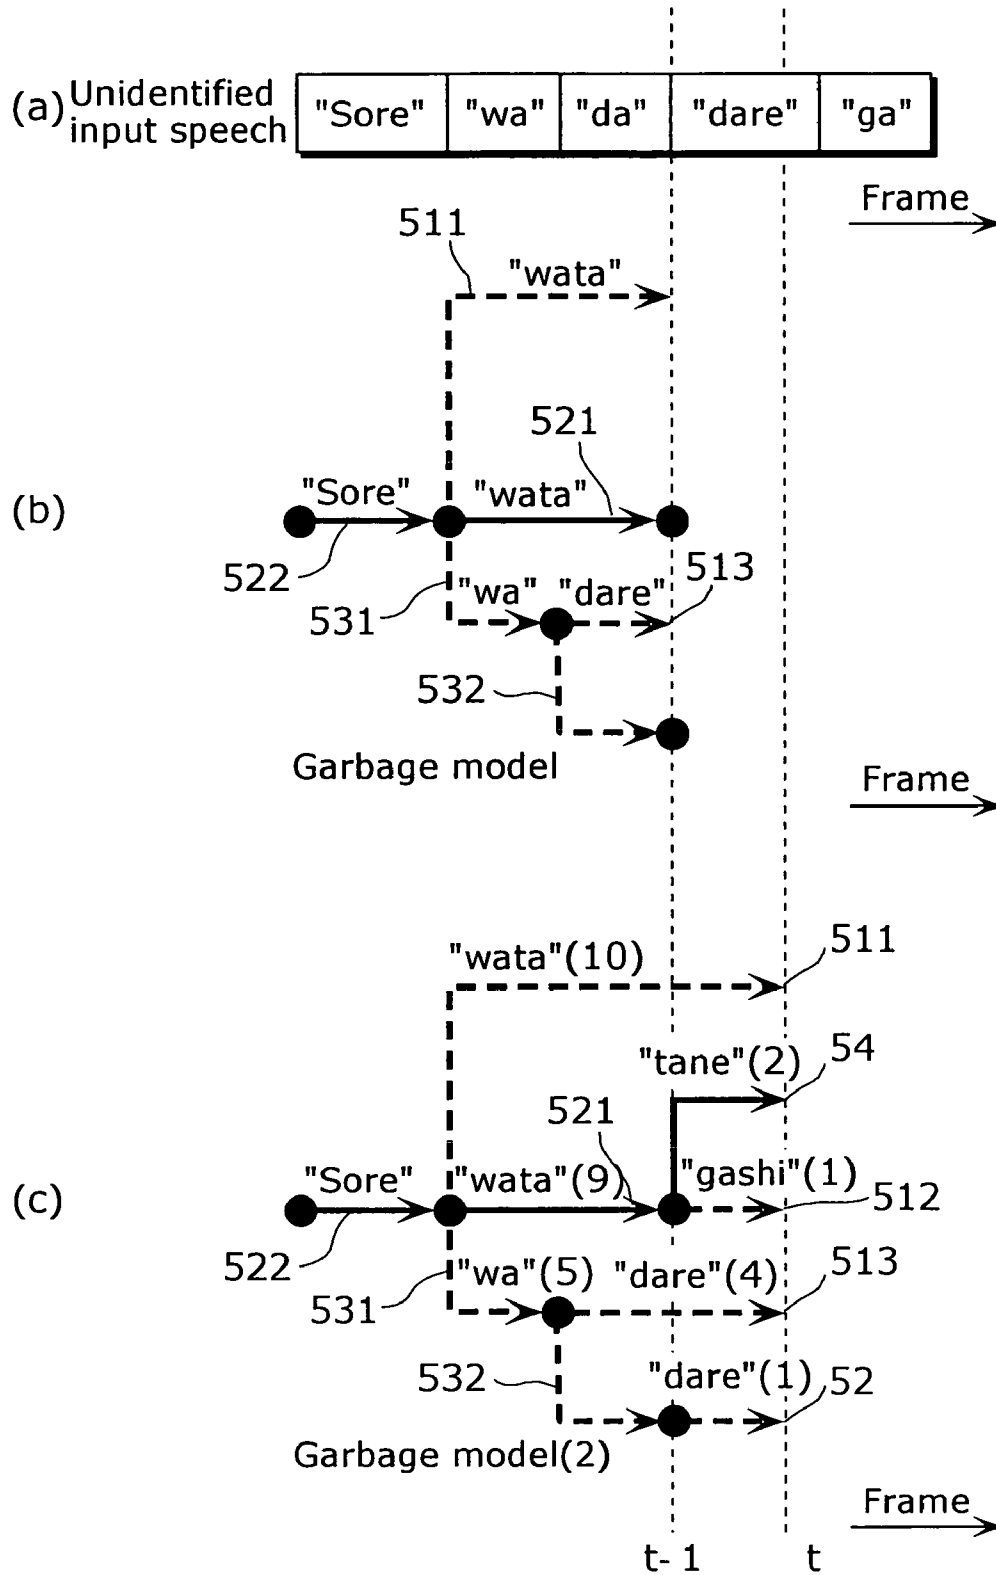 (a) Unidentified input speech "Sore" "wa" "da" "dare" "ga"
Frame
511
"wata"
521
(b) "Sore" "wata"
522
513
531 "wa" "dare"
532
Garbage model
Frame
"wata"(10) 511
"tane"(2) 54
521
(c) "Sore" "wata"(9) "gashi"(1) 512
522
531 "wa"(5) "dare"(4) 513
532 "dare"(1) 52
Garbage model(2)
Frame
t- 1 t